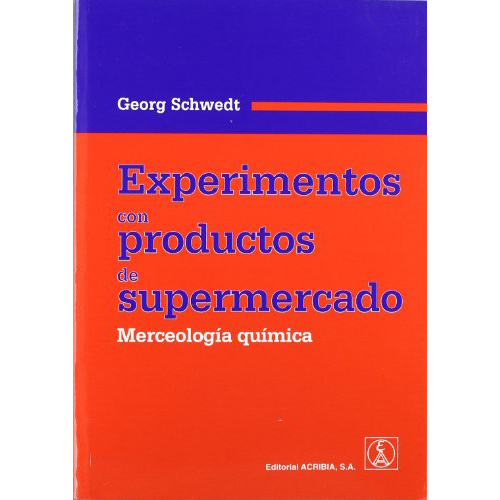 Georg Schwedt
Experimentos
con
productos
de
supermercado
Merceología química
Editorial ACRIBIA, S.A.
E
A